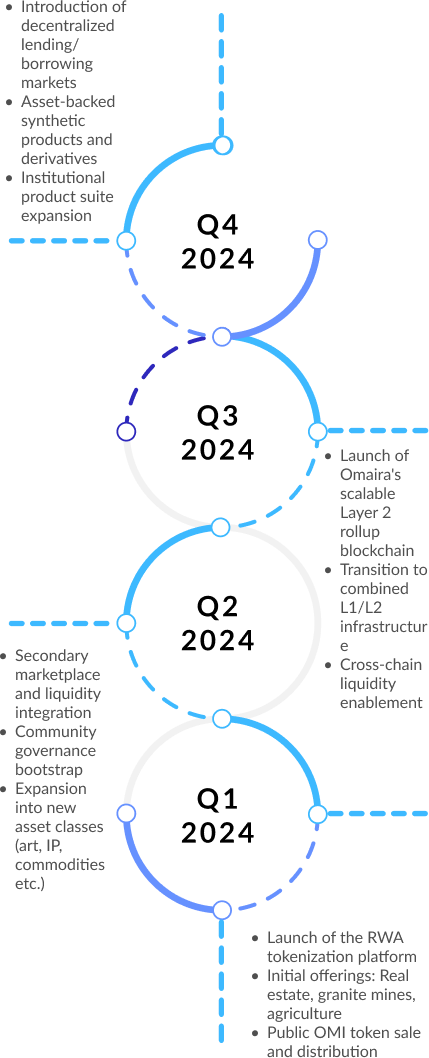 • Introduction of
decentralized
lending/
borrowing
markets
• Asset-backed
synthetic
products and
derivatives
• Institutional
product suite
expansion
Q4
2024
Q3
2024
• Launch of
Omaira's
scalable
Layer 2
rollup
blockchain
• Transition to
combined
L1/L2
infrastructur
e
• Cross-chain
liquidity
enablement
Q2
2024
• Secondary
marketplace
and liquidity
integration
• Community
governance
bootstrap
• Expansion
into new
asset classes
(art, IP,
commodities
etc.)
Q1
2024
• Launch of the RWA
tokenization platform
• Initial offerings: Real
estate, granite mines,
agriculture
• Public OMI token sale
and distribution